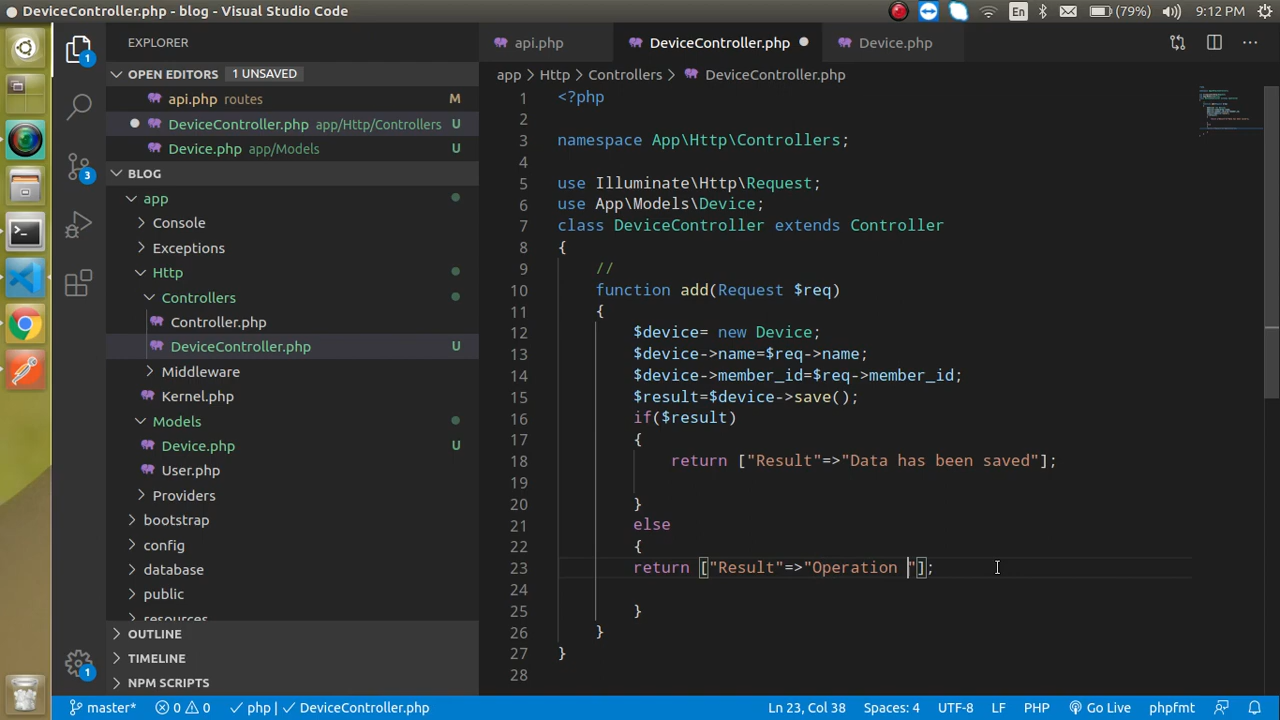 DeviceController.php - blog - Visual Studio Code
En
(79%)
9:12 PM
EXPLORER
api.php
DeviceController.php
Device.php
OPEN EDITORS
1 UNSAVED
app > Http > Controllers > DeviceController.php
api.php routes M
DeviceController.php app/Http/Controllers U
Device.php app/Models U
BLOG
app
Console
Exceptions
Http
Controllers
Controller.php
DeviceController.php U
Middleware
Kernel.php
Models
Device.php U
User.php
Providers
bootstrap
config
database
public
resources
OUTLINE
TIMELINE
NPM SCRIPTS
1
3
1
1 <?php
2
3 namespace App\Http\Controllers;
4
5 use Illuminate\Http\Request;
6 use App\Models\Device;
7 class DeviceController extends Controller
8 {
9 //
10 function add(Request $req)
11 {
12 $device= new Device;
13 $device->name=$req->name;
14 $device->member_id=$req->member_id;
15 $result=$device->save();
16 if($result)
17 {
18 return ["Result"=>"Data has been saved"];
19
20 }
21 else
22 {
23 return ["Result"=>"Operation "];
24
25 }
26 }
27 }
28
master* 0 0 php | DeviceController.php Ln 23, Col 38 Spaces: 4 UTF-8 LF PHP Go Live phpfmt